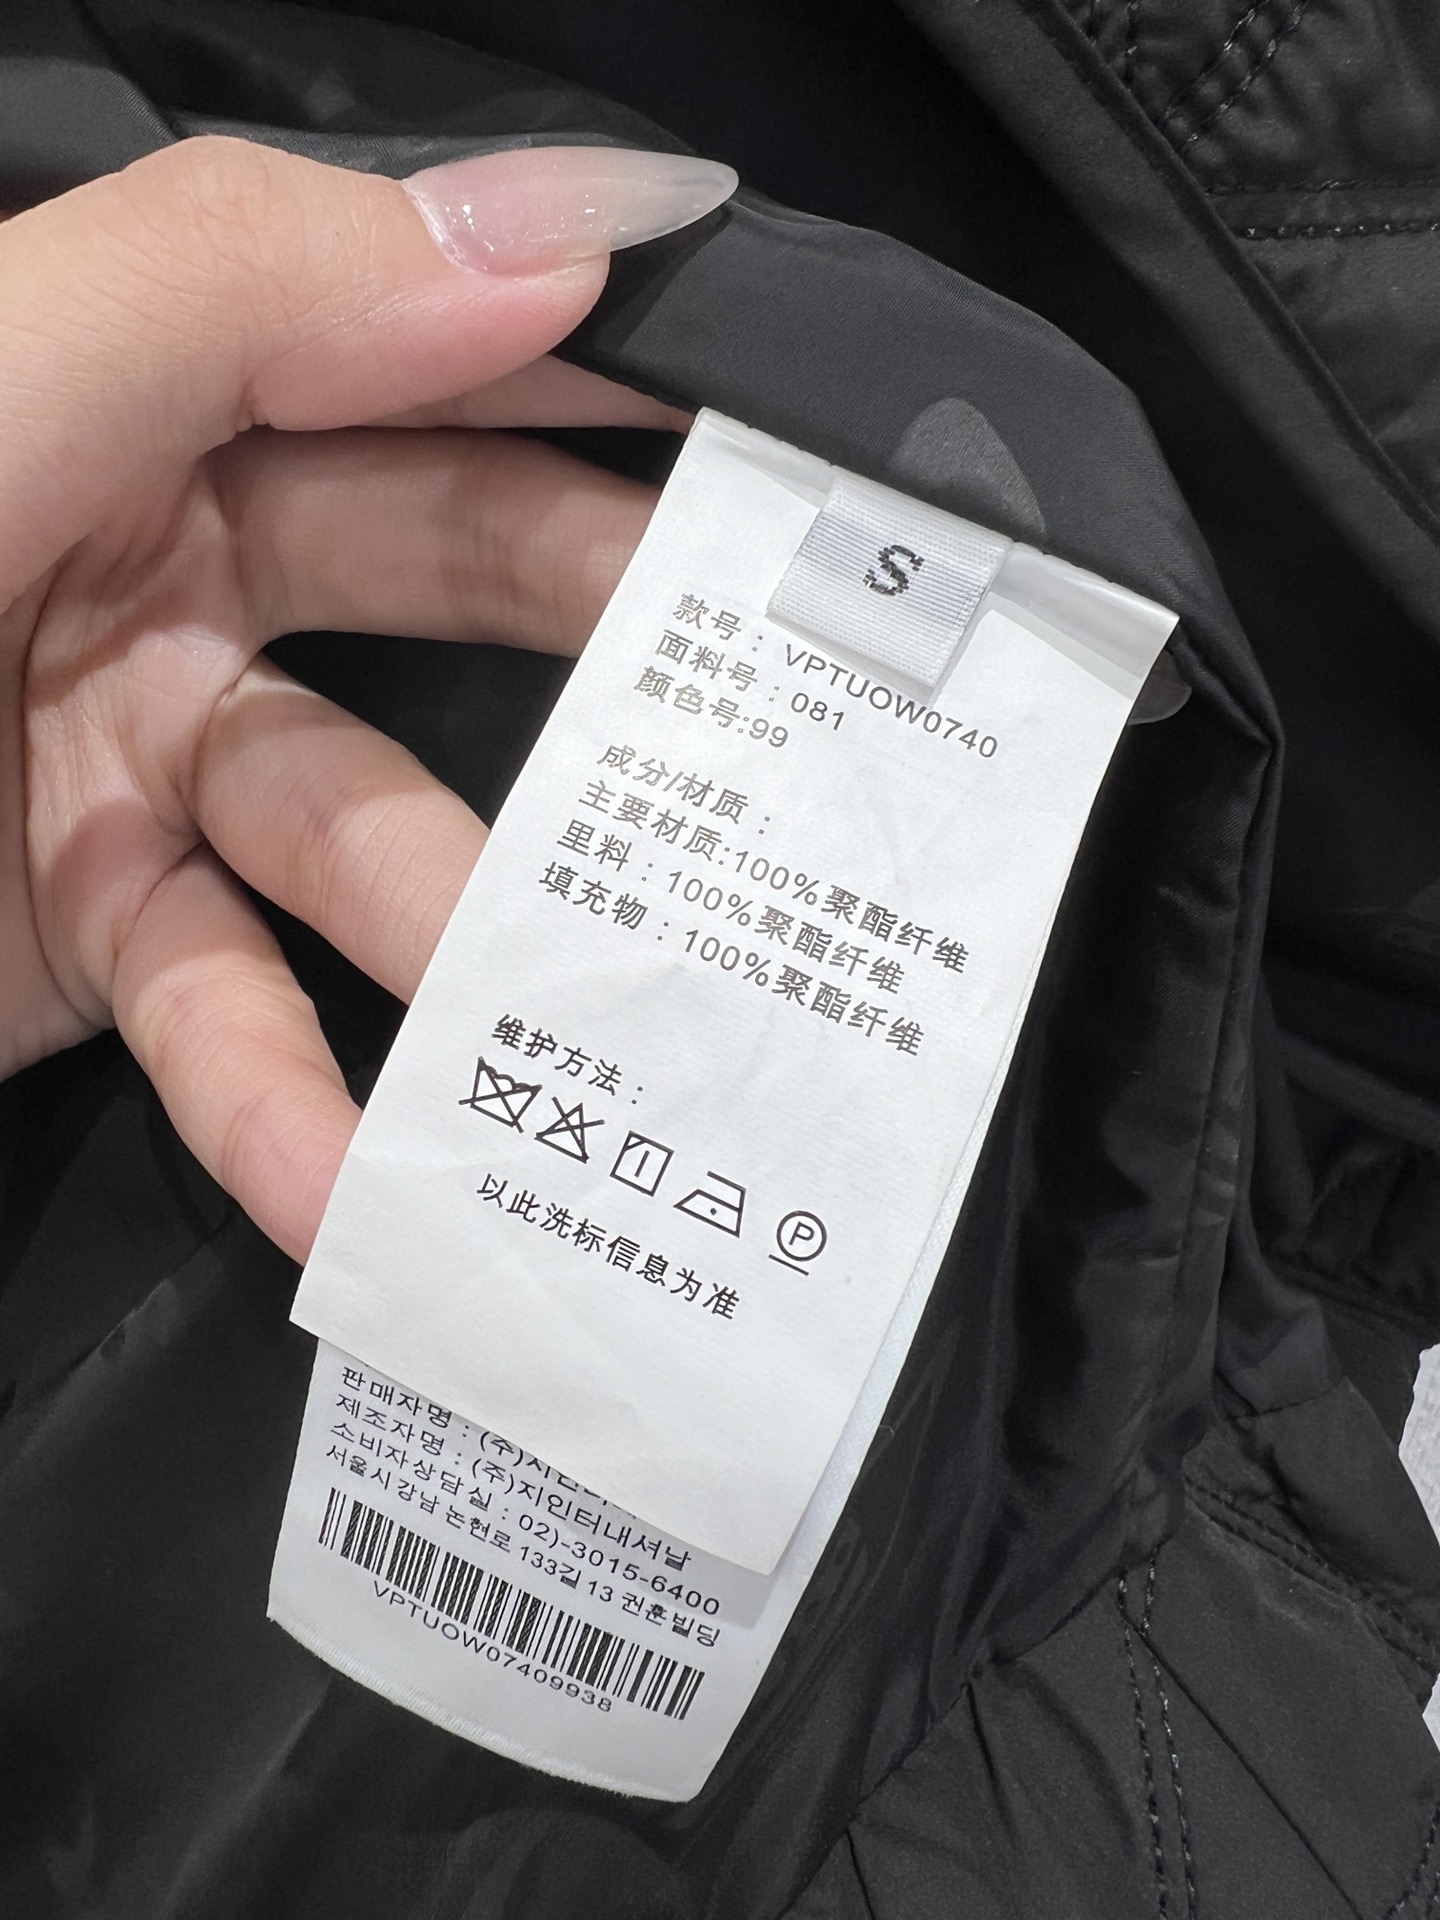 S
款号：VPTUOW0740
面料号：081
颜色号:99
成分/材质：
主要材质:100%聚酯纤维
里料：100%聚酯纤维
填充物：100%聚酯纤维
维护方法：
P
以此洗标信息为准
판매자명 : (주)
제조자명 : (주)지인터내셔날
소비자상담실 : 02)-3015-6400
서울시 강남 논현로 133길 13 권훈빌딩
VPTUOW07409938